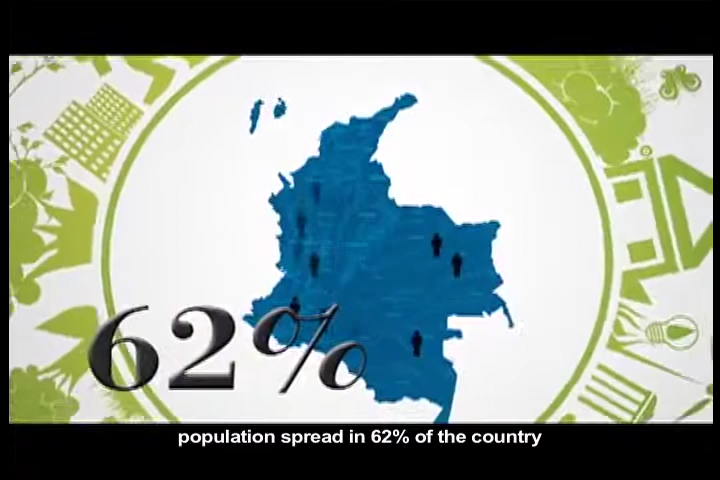 62%
population spread in 62% of the country